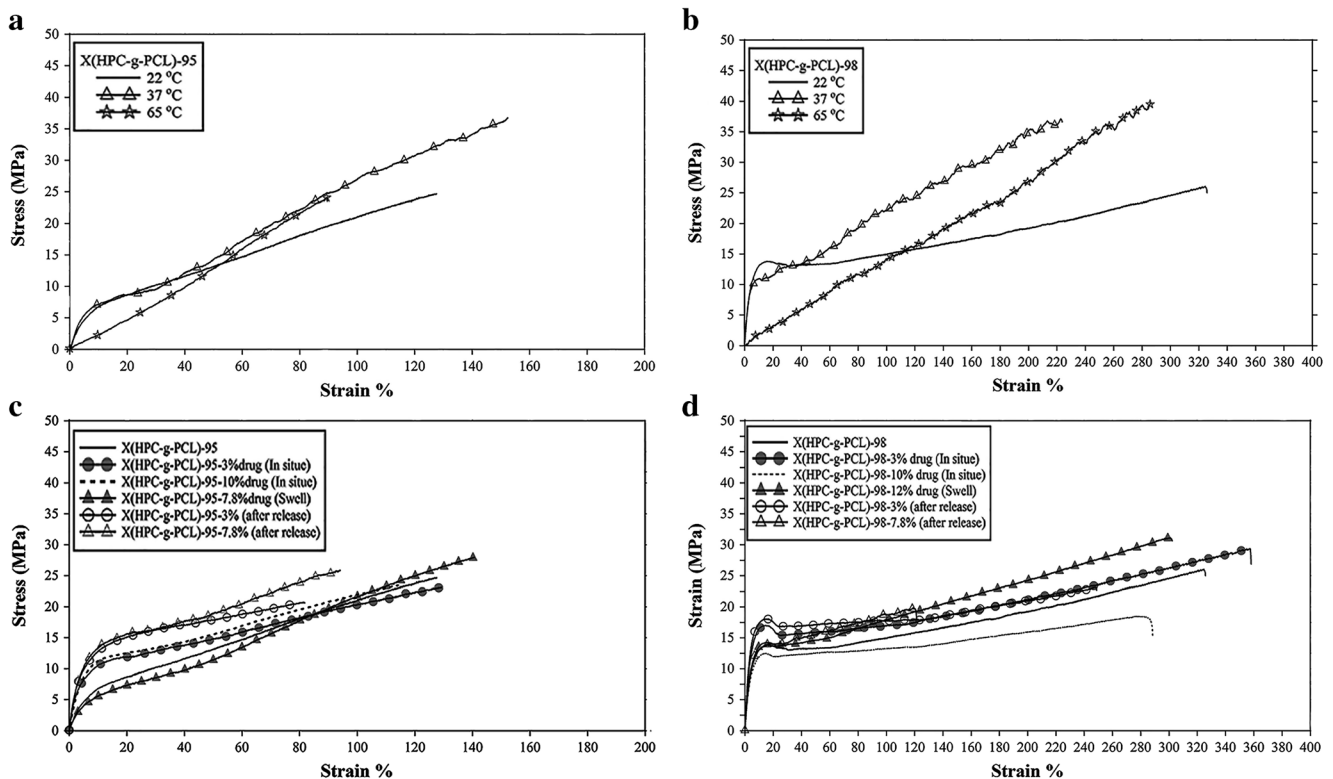 a
X(HPC-g-PCL)-95
22 °C
37 °C
65 °C
50
45
40
35
30
25
20
15
10
5
0
Stress (MPa)
0 20 40 60 80 100 120 140 160 180 200
Strain %
b
X(HPC-g-PCL)-98
22 °C
37 °C
65 °C
50
45
40
35
30
25
20
15
10
5
0
Stress (MPa)
0 20 40 60 80 100 120 140 160 180 200 220 240 260 280 300 320 340 360 380 400
Strain %
c
X(HPC-g-PCL)-95
X(HPC-g-PCL)-95-3%drug (In situe)
X(HPC-g-PCL)-95-10%drug (In situe)
X(HPC-g-PCL)-95-7.8%drug (Swell)
X(HPC-g-PCL)-95-3% (after release)
X(HPC-g-PCL)-95-7.8% (after release)
50
45
40
35
30
25
20
15
10
5
0
Stress (MPa)
0 20 40 60 80 100 120 140 160 180 200
Strain %
d
X(HPC-g-PCL)-98
X(HPC-g-PCL)-98-3% drug (In situe)
X(HPC-g-PCL)-98-10% drug (In situe)
X(HPC-g-PCL)-98-12% drug (Swell)
X(HPC-g-PCL)-98-3% (after release)
X(HPC-g-PCL)-98-7.8% (after release)
50
45
40
35
30
25
20
15
10
5
0
Strain (MPa)
0 20 40 60 80 100 120 140 160 180 200 220 240 260 280 300 320 340 360 380 400
Strain %